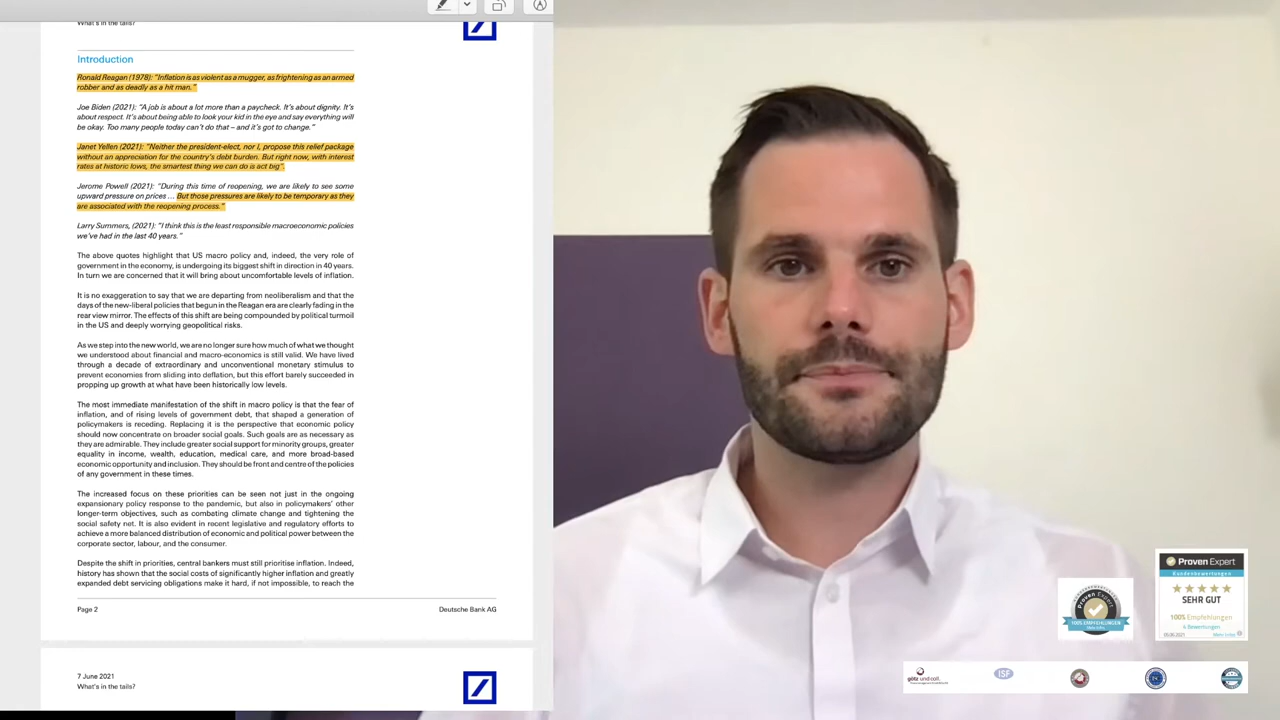 What's in the tails?
Introduction
Ronald Reagan (1978): “Inflation is as violent as a mugger, as frightening as an armed
robber and as deadly as a hit man.”
Joe Biden (2021): “A job is about a lot more than a paycheck. It’s about dignity. It’s
about respect. It’s about being able to look your kid in the eye and say everything will
be okay. Too many people today can’t do that – and it’s got to change.”
Janet Yellen (2021): “Neither the president-elect, nor I, propose this relief package
without an appreciation for the country’s debt burden. But right now, with interest
rates at historic lows, the smartest thing we can do is act big”.
Jerome Powell (2021): “During this time of reopening, we are likely to see some
upward pressure on prices … But those pressures are likely to be temporary as they
are associated with the reopening process.”
Larry Summers, (2021): “I think this is the least responsible macroeconomic policies
we’ve had in the last 40 years.”
The above quotes highlight that US macro policy and, indeed, the very role of
government in the economy, is undergoing its biggest shift in direction in 40 years.
In turn we are concerned that it will bring about uncomfortable levels of inflation.
It is no exaggeration to say that we are departing from neoliberalism and that the
days of the new-liberal policies that begun in the Reagan era are clearly fading in the
rear view mirror. The effects of this shift are being compounded by political turmoil
in the US and deeply worrying geopolitical risks.
As we step into the new world, we are no longer sure how much of what we thought
we understood about financial and macro-economics is still valid. We have lived
through a decade of extraordinary and unconventional monetary stimulus to
prevent economies from sliding into deflation, but this effort barely succeeded in
propping up growth at what have been historically low levels.
The most immediate manifestation of the shift in macro policy is that the fear of
inflation, and of rising levels of government debt, that shaped a generation of
policymakers is receding. Replacing it is the perspective that economic policy
should now concentrate on broader social goals. Such goals are as necessary as
they are admirable. They include greater social support for minority groups, greater
equality in income, wealth, education, medical care, and more broad-based
economic opportunity and inclusion. They should be front and centre of the policies
of any government in these times.
The increased focus on these priorities can be seen not just in the ongoing
expansionary policy response to the pandemic, but also in policymakers’ other
longer-term objectives, such as combating climate change and tightening the
social safety net. It is also evident in recent legislative and regulatory efforts to
achieve a more balanced distribution of economic and political power between the
corporate sector, labour, and the consumer.
Despite the shift in priorities, central bankers must still prioritise inflation. Indeed,
history has shown that the social costs of significantly higher inflation and greatly
expanded debt servicing obligations make it hard, if not impossible, to reach the
Page 2
Deutsche Bank AG
7 June 2021
What's in the tails?
Proven Expert
100% EMPFEHLUNGEN
Proven Expert
Kundenbewertungen
SEHR GUT
100% Empfehlungen
4 Bewertungen
05.06.2021
Mehr Infos
götz und coll.
ISF